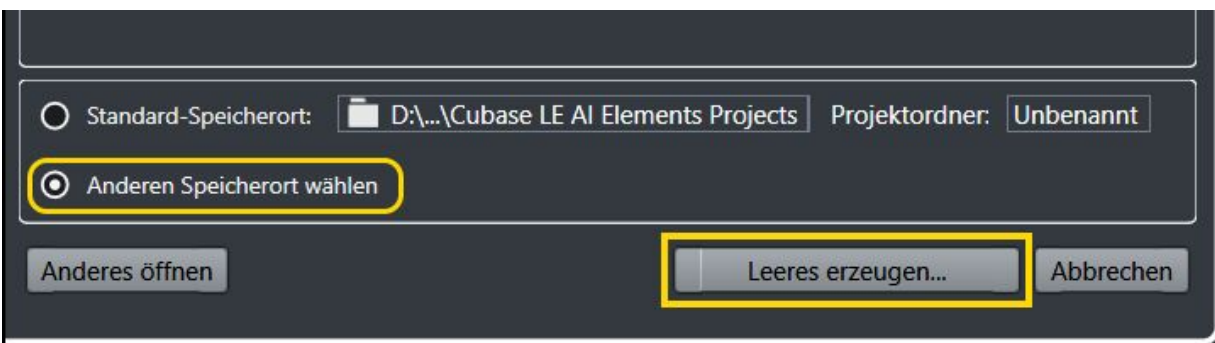 Standard-Speicherort: D:\...\Cubase LE AI Elements Projects Projektordner: Unbenannt
Anderen Speicherort wählen
Anderes öffnen Leeres erzeugen... Abbrechen